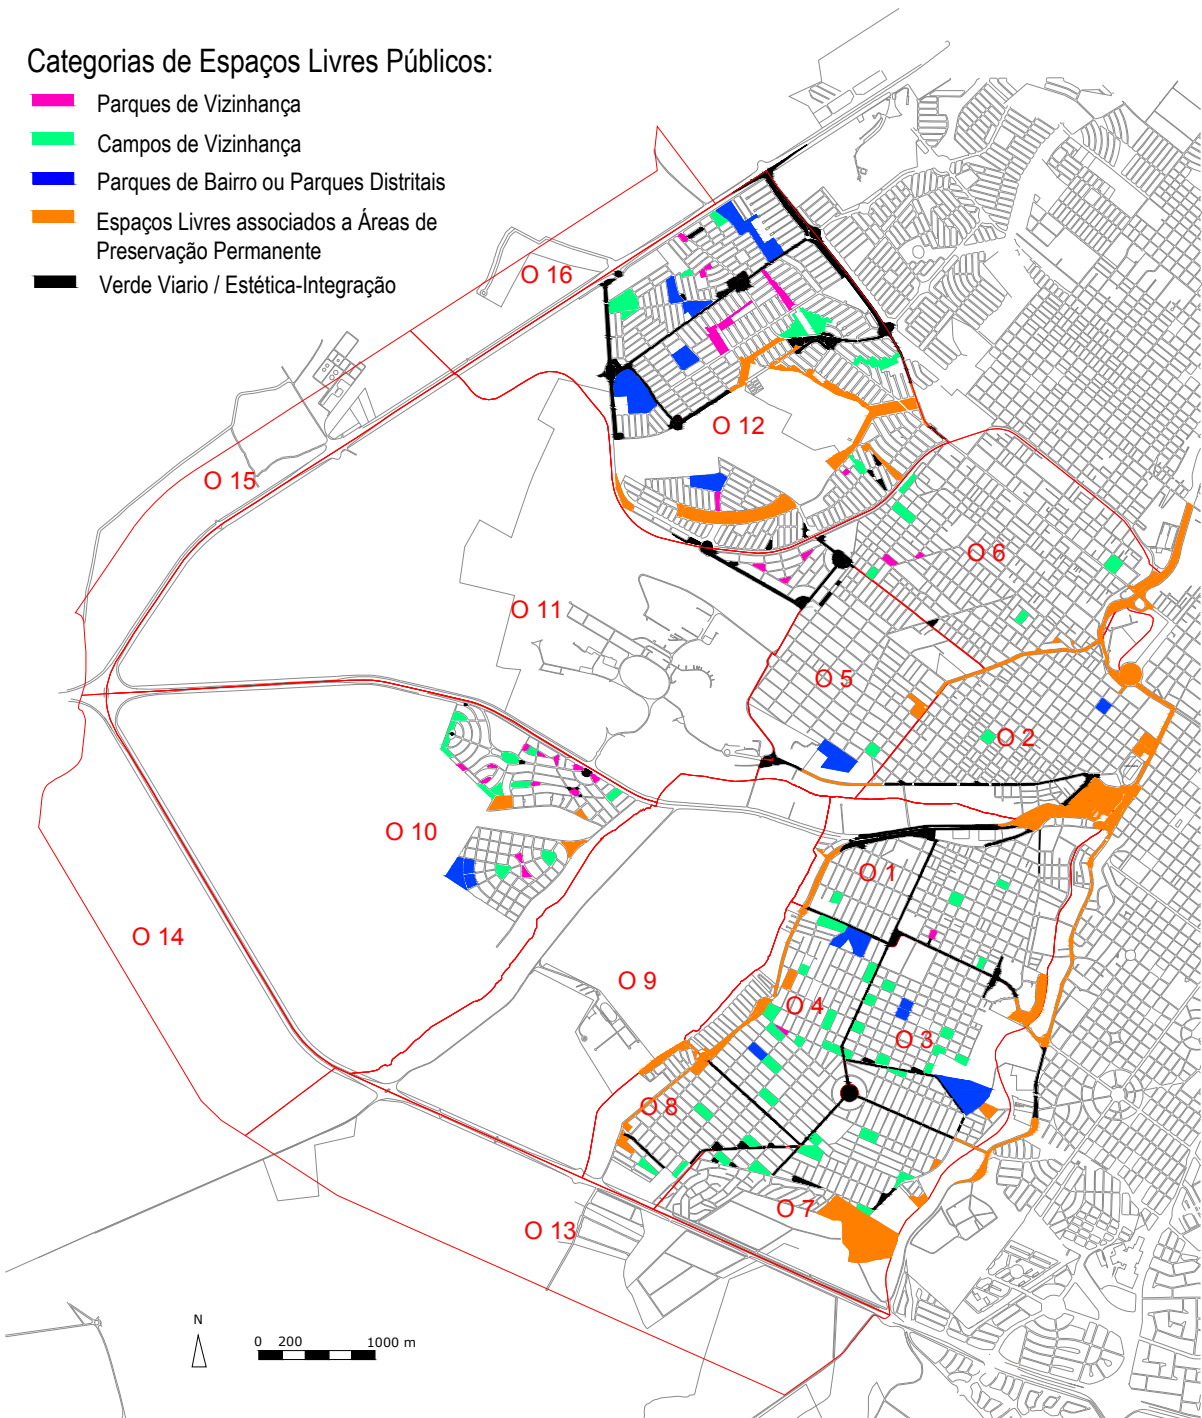 Categorias de Espaços Livres Públicos:
Parques de Vizinhança
Campos de Vizinhança
Parques de Bairro ou Parques Distritais
Espaços Livres associados a Áreas de
Preservação Permanente
Verde Viario / Estética-Integração
O 16
O 12
O 15
O 6
O 11
O 5
O 2
O 10
O 1
O 14
O 9
O 4
O 3
O 8
O 7
O 13
N
0 200 1000 m